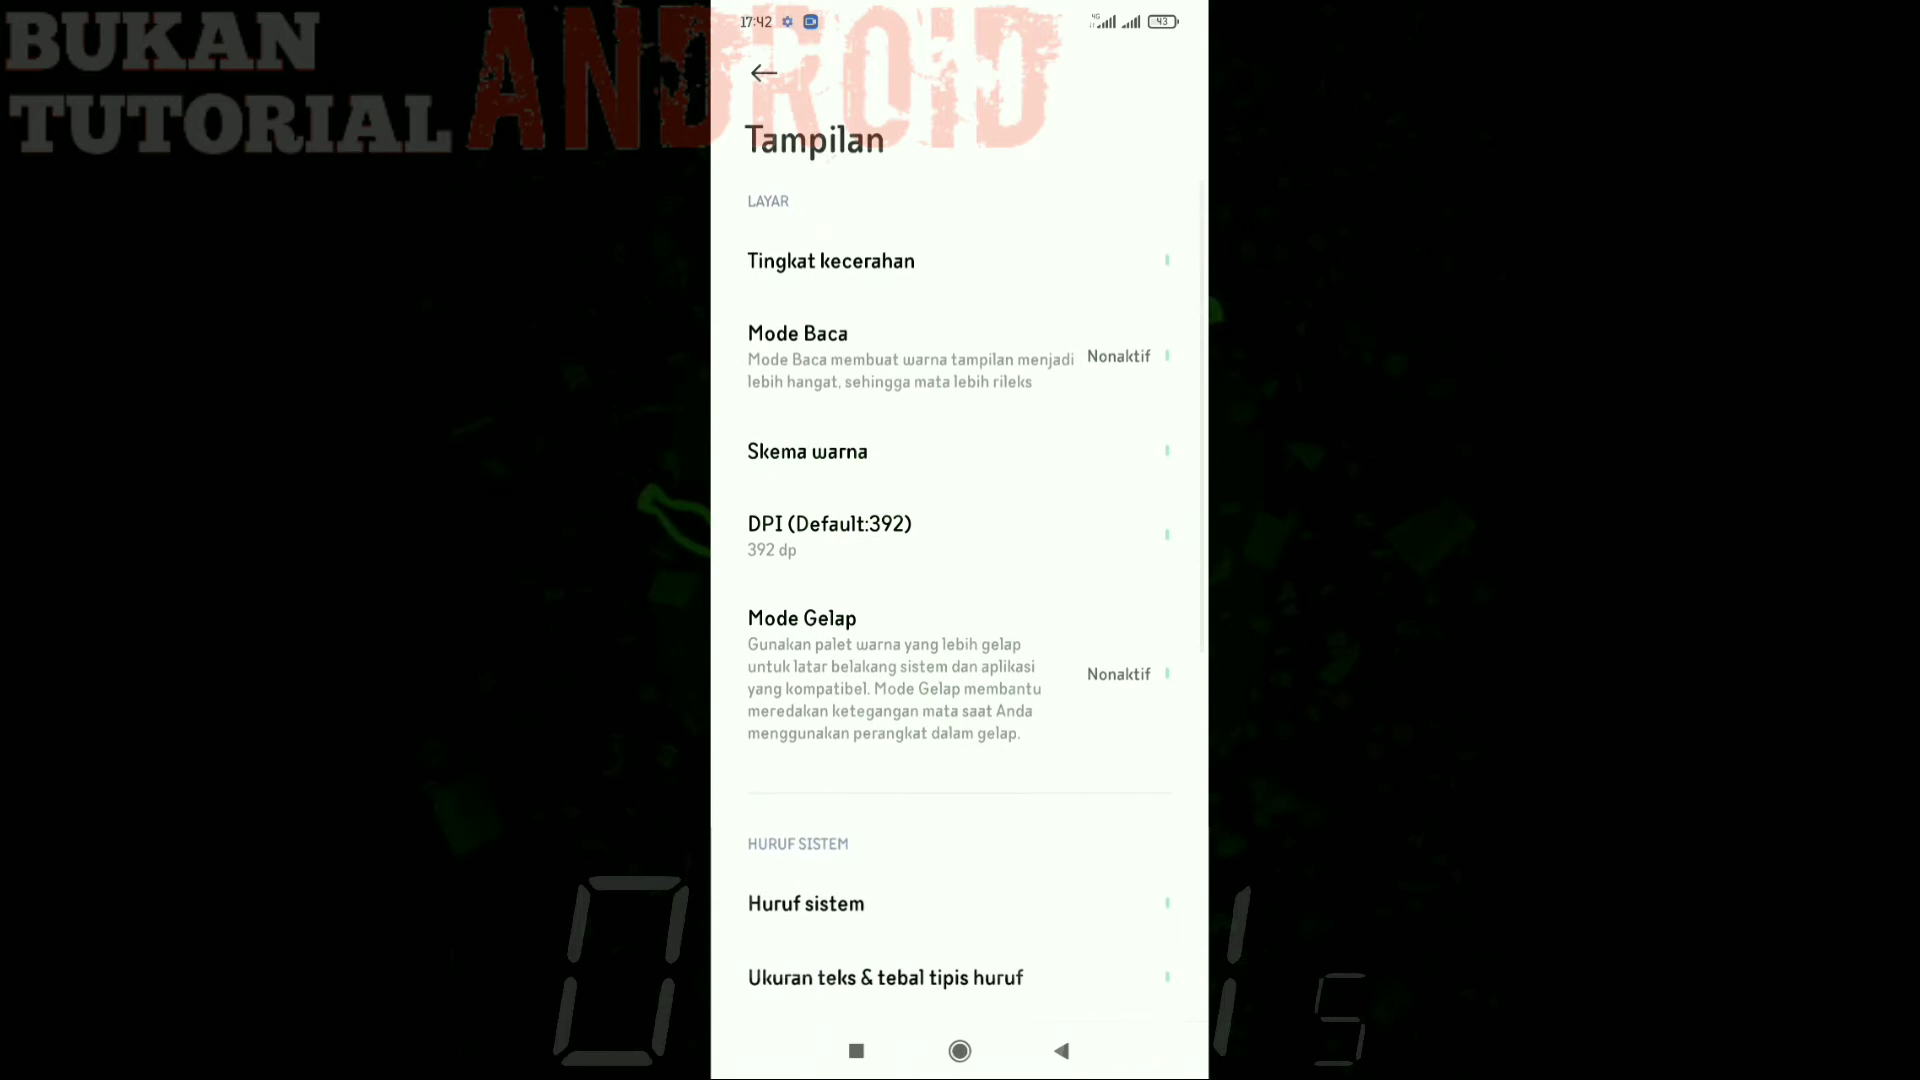 BUKAN
TUTORIAL ANDROID
17:42 4G 43
Tampilan
LAYAR
Tingkat kecerahan
Mode Baca
Mode Baca membuat warna tampilan menjadi
lebih hangat, sehingga mata lebih rileks
Nonaktif
Skema warna
DPI (Default:392)
392 dp
Mode Gelap
Gunakan palet warna yang lebih gelap
untuk latar belakang sistem dan aplikasi
yang kompatibel. Mode Gelap membantu
meredakan ketegangan mata saat Anda
menggunakan perangkat dalam gelap.
Nonaktif
HURUF SISTEM
Huruf sistem
Ukuran teks & tebal tipis huruf